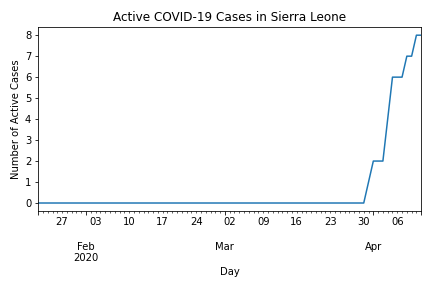 Active COVID-19 Cases in Sierra Leone
Number of Active Cases
8
7
6
5
4
3
2
1
0
27 03 10 17 24 02 09 16 23 30 06
Feb Mar Apr
2020
Day